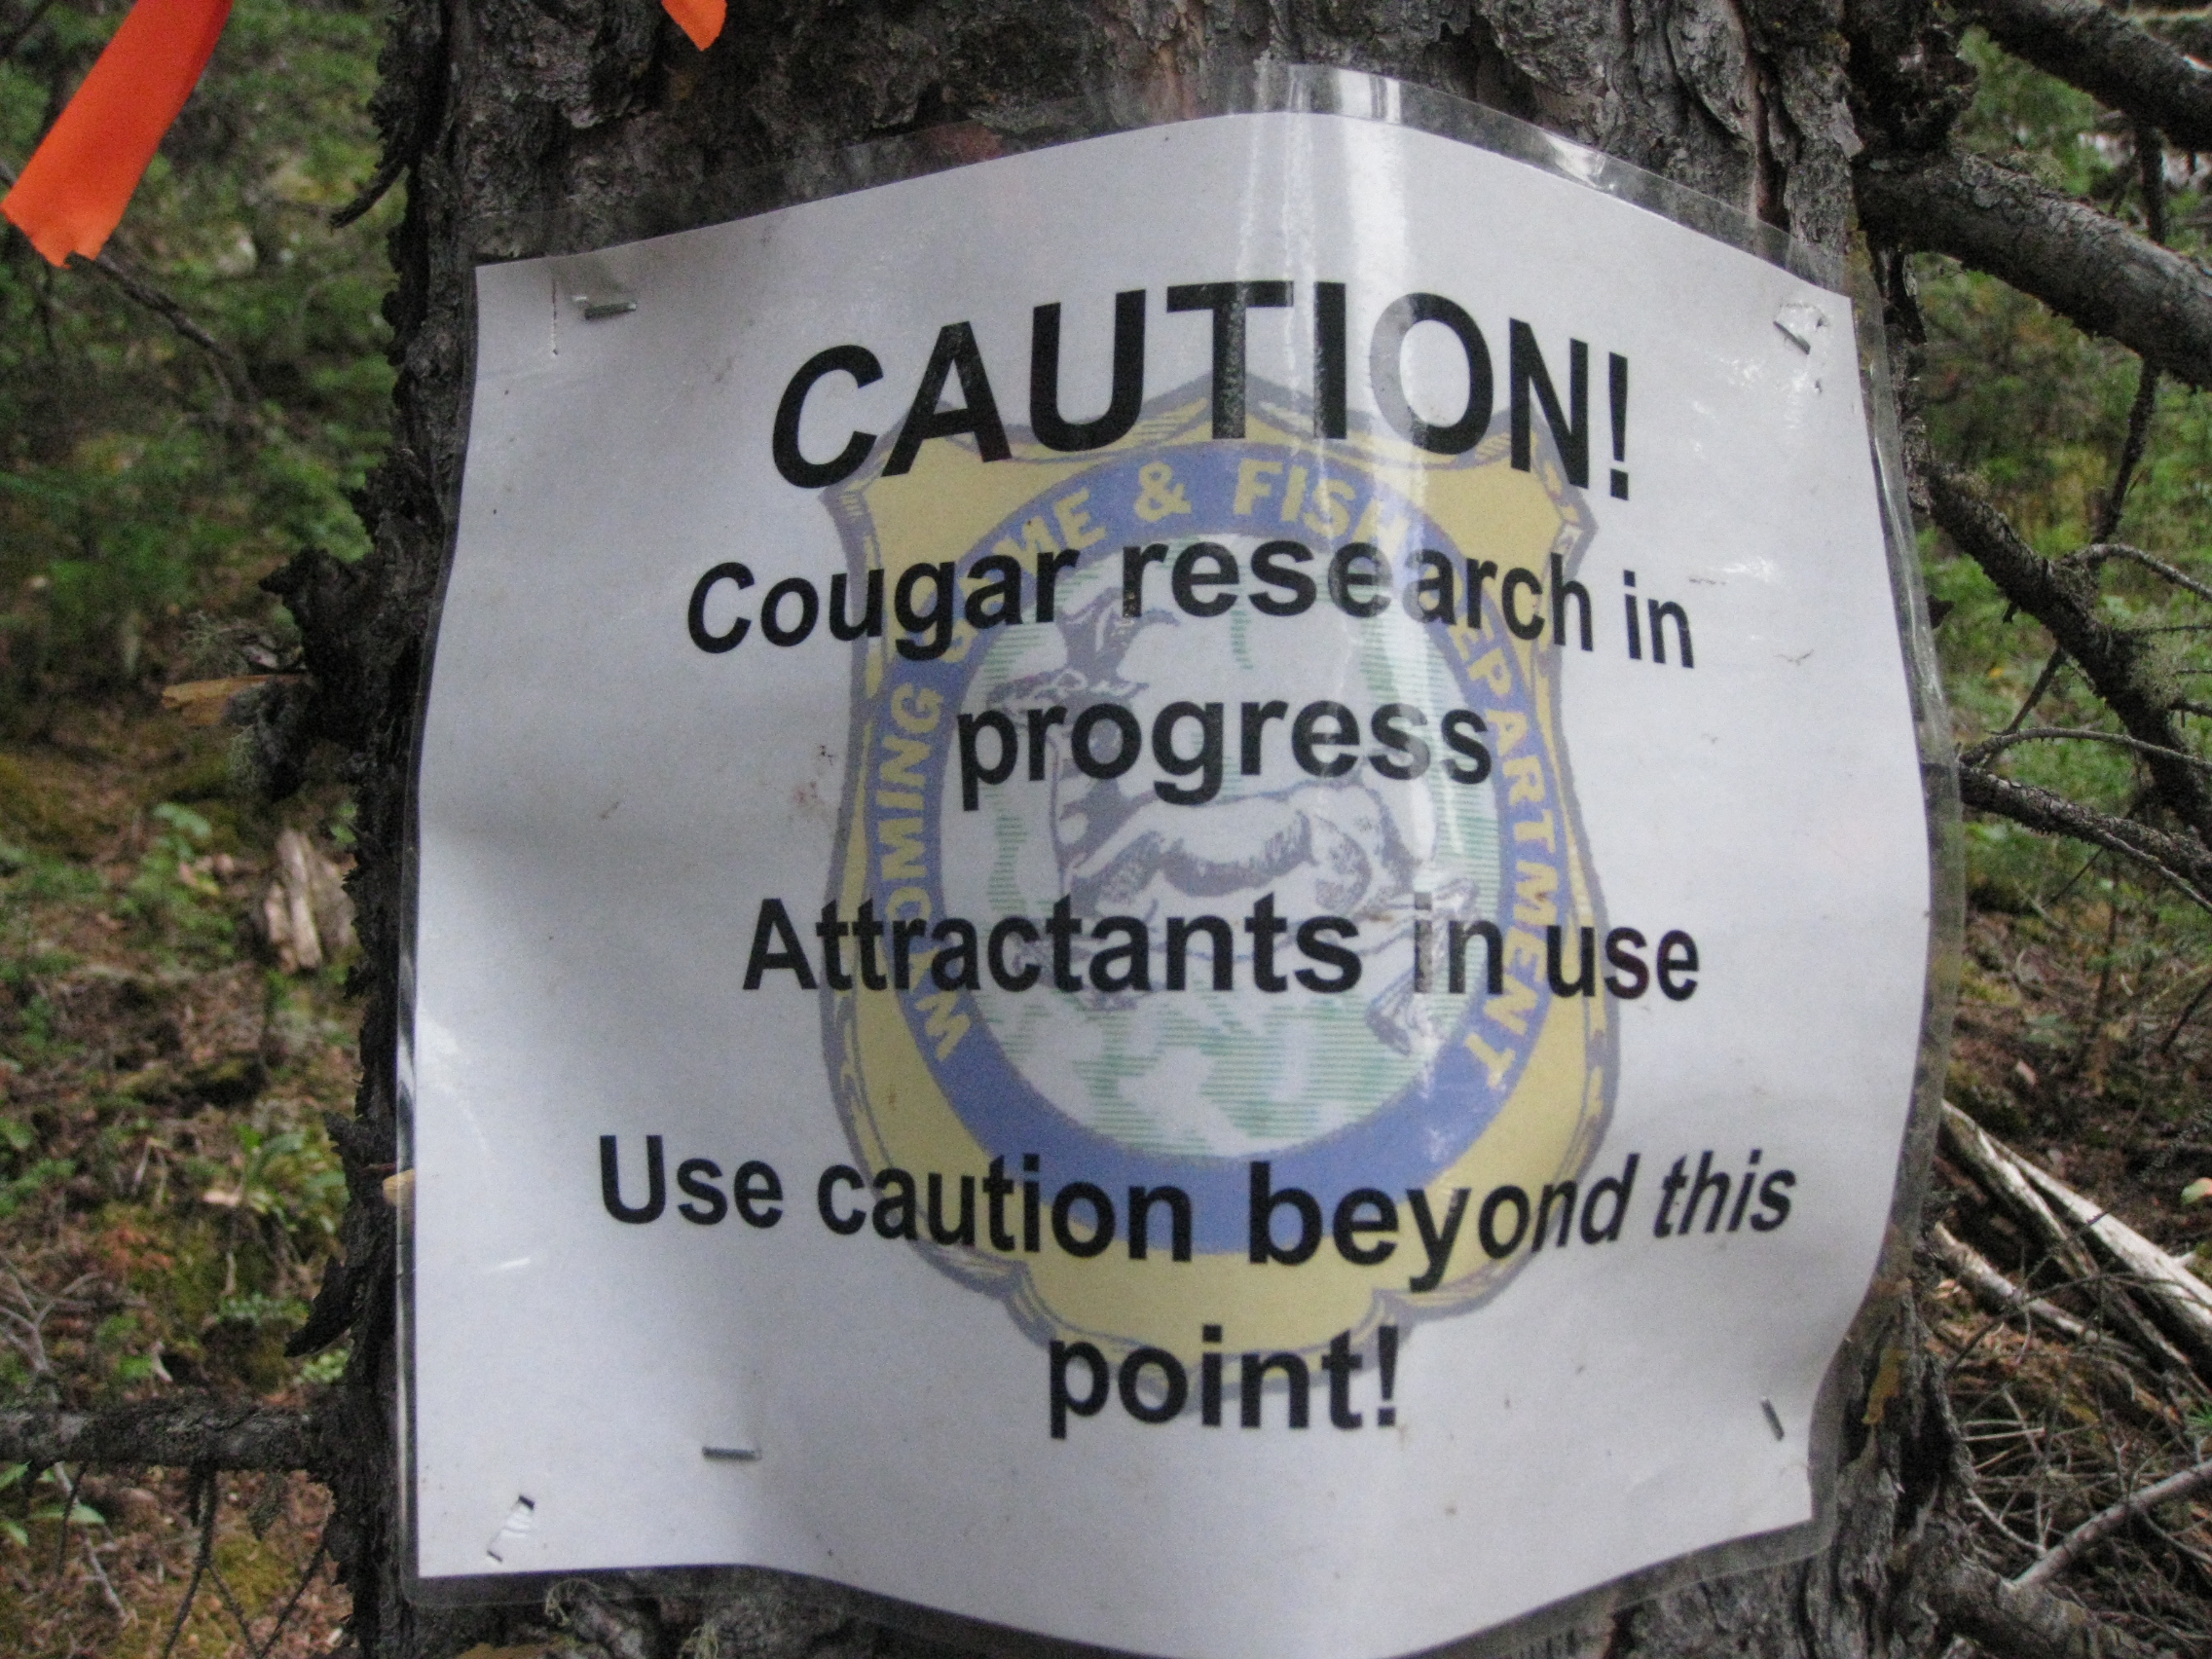 CAUTION!
WYOMING GAME & FISH DEPARTMENT
Cougar research in
progress
Attractants in use
Use caution beyond this
point!